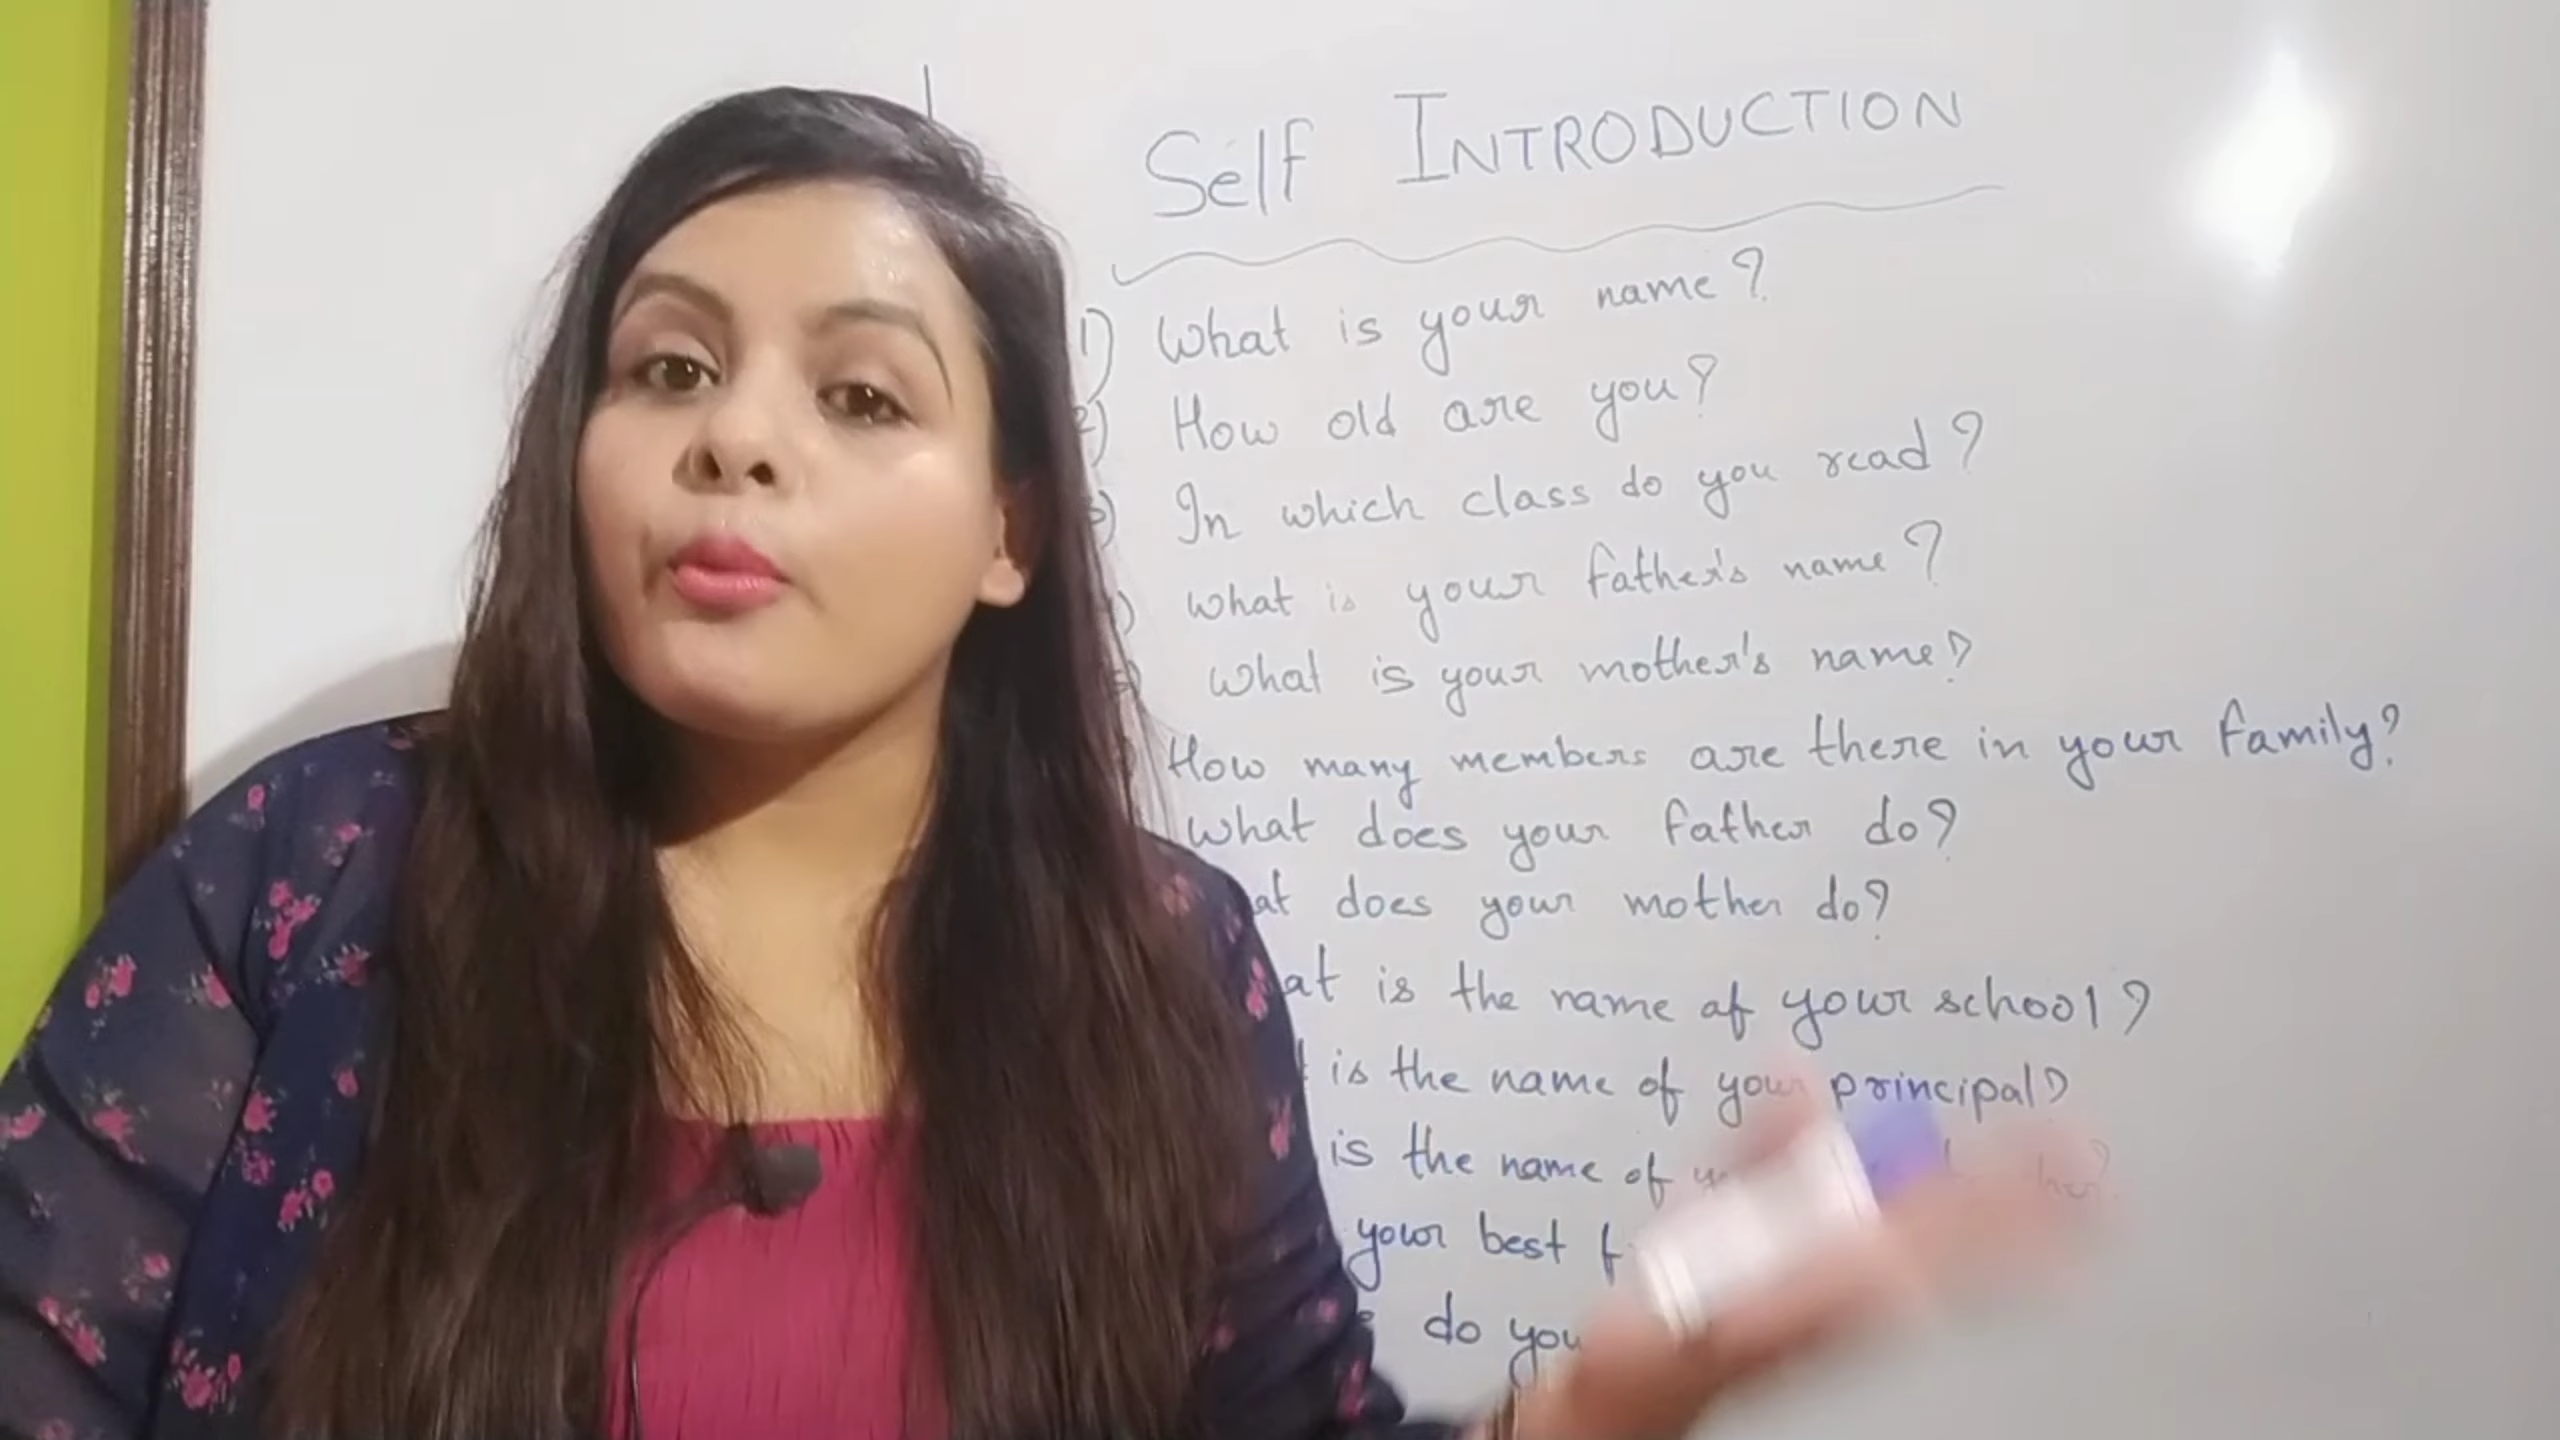 Self INTRODUCTION
1) What is your name?
2) How old are you?
3) In which class do you read?
What is your father's name?
5) What is your mother's name?
How many members are there in your family?
What does your father do?
does your mother do?
is the name of your school?
is the name of your principal?
is the name of
your best
do you